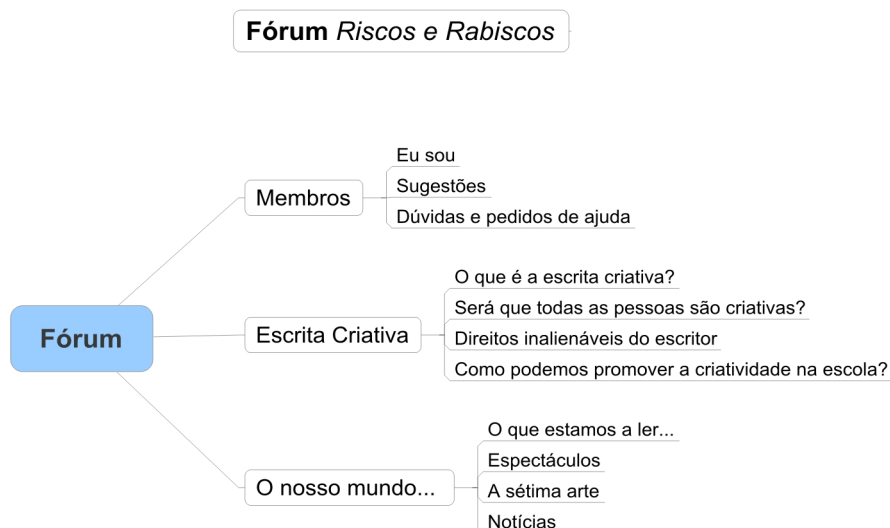 Fórum Riscos e Rabiscos
Membros
Eu sou
Sugestões
Dúvidas e pedidos de ajuda
Fórum
Escrita Criativa
O que é a escrita criativa?
Será que todas as pessoas são criativas?
Direitos inalienáveis do escritor
Como podemos promover a criatividade na escola?
O nosso mundo...
O que estamos a ler...
Espectáculos
A sétima arte
Notícias